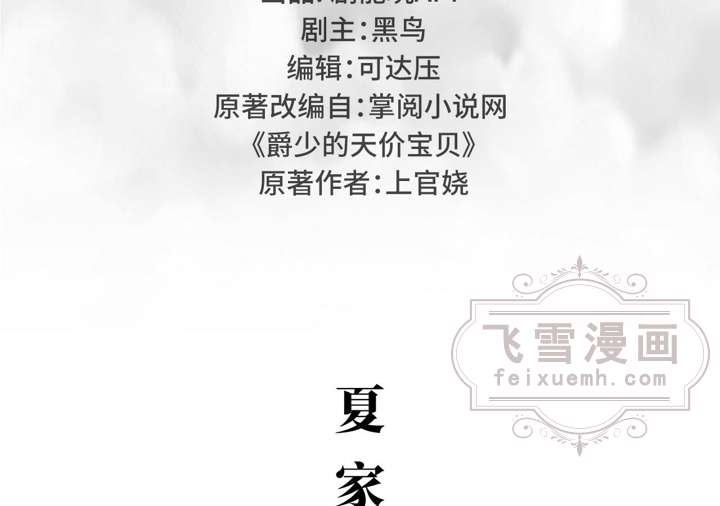 剧主：黑鸟
编辑：可达压
原著改编自：掌阅小说网
《爵少的天价宝贝》
原著作者：上官娆
飞雪漫画
feixuemh.com
夏
家